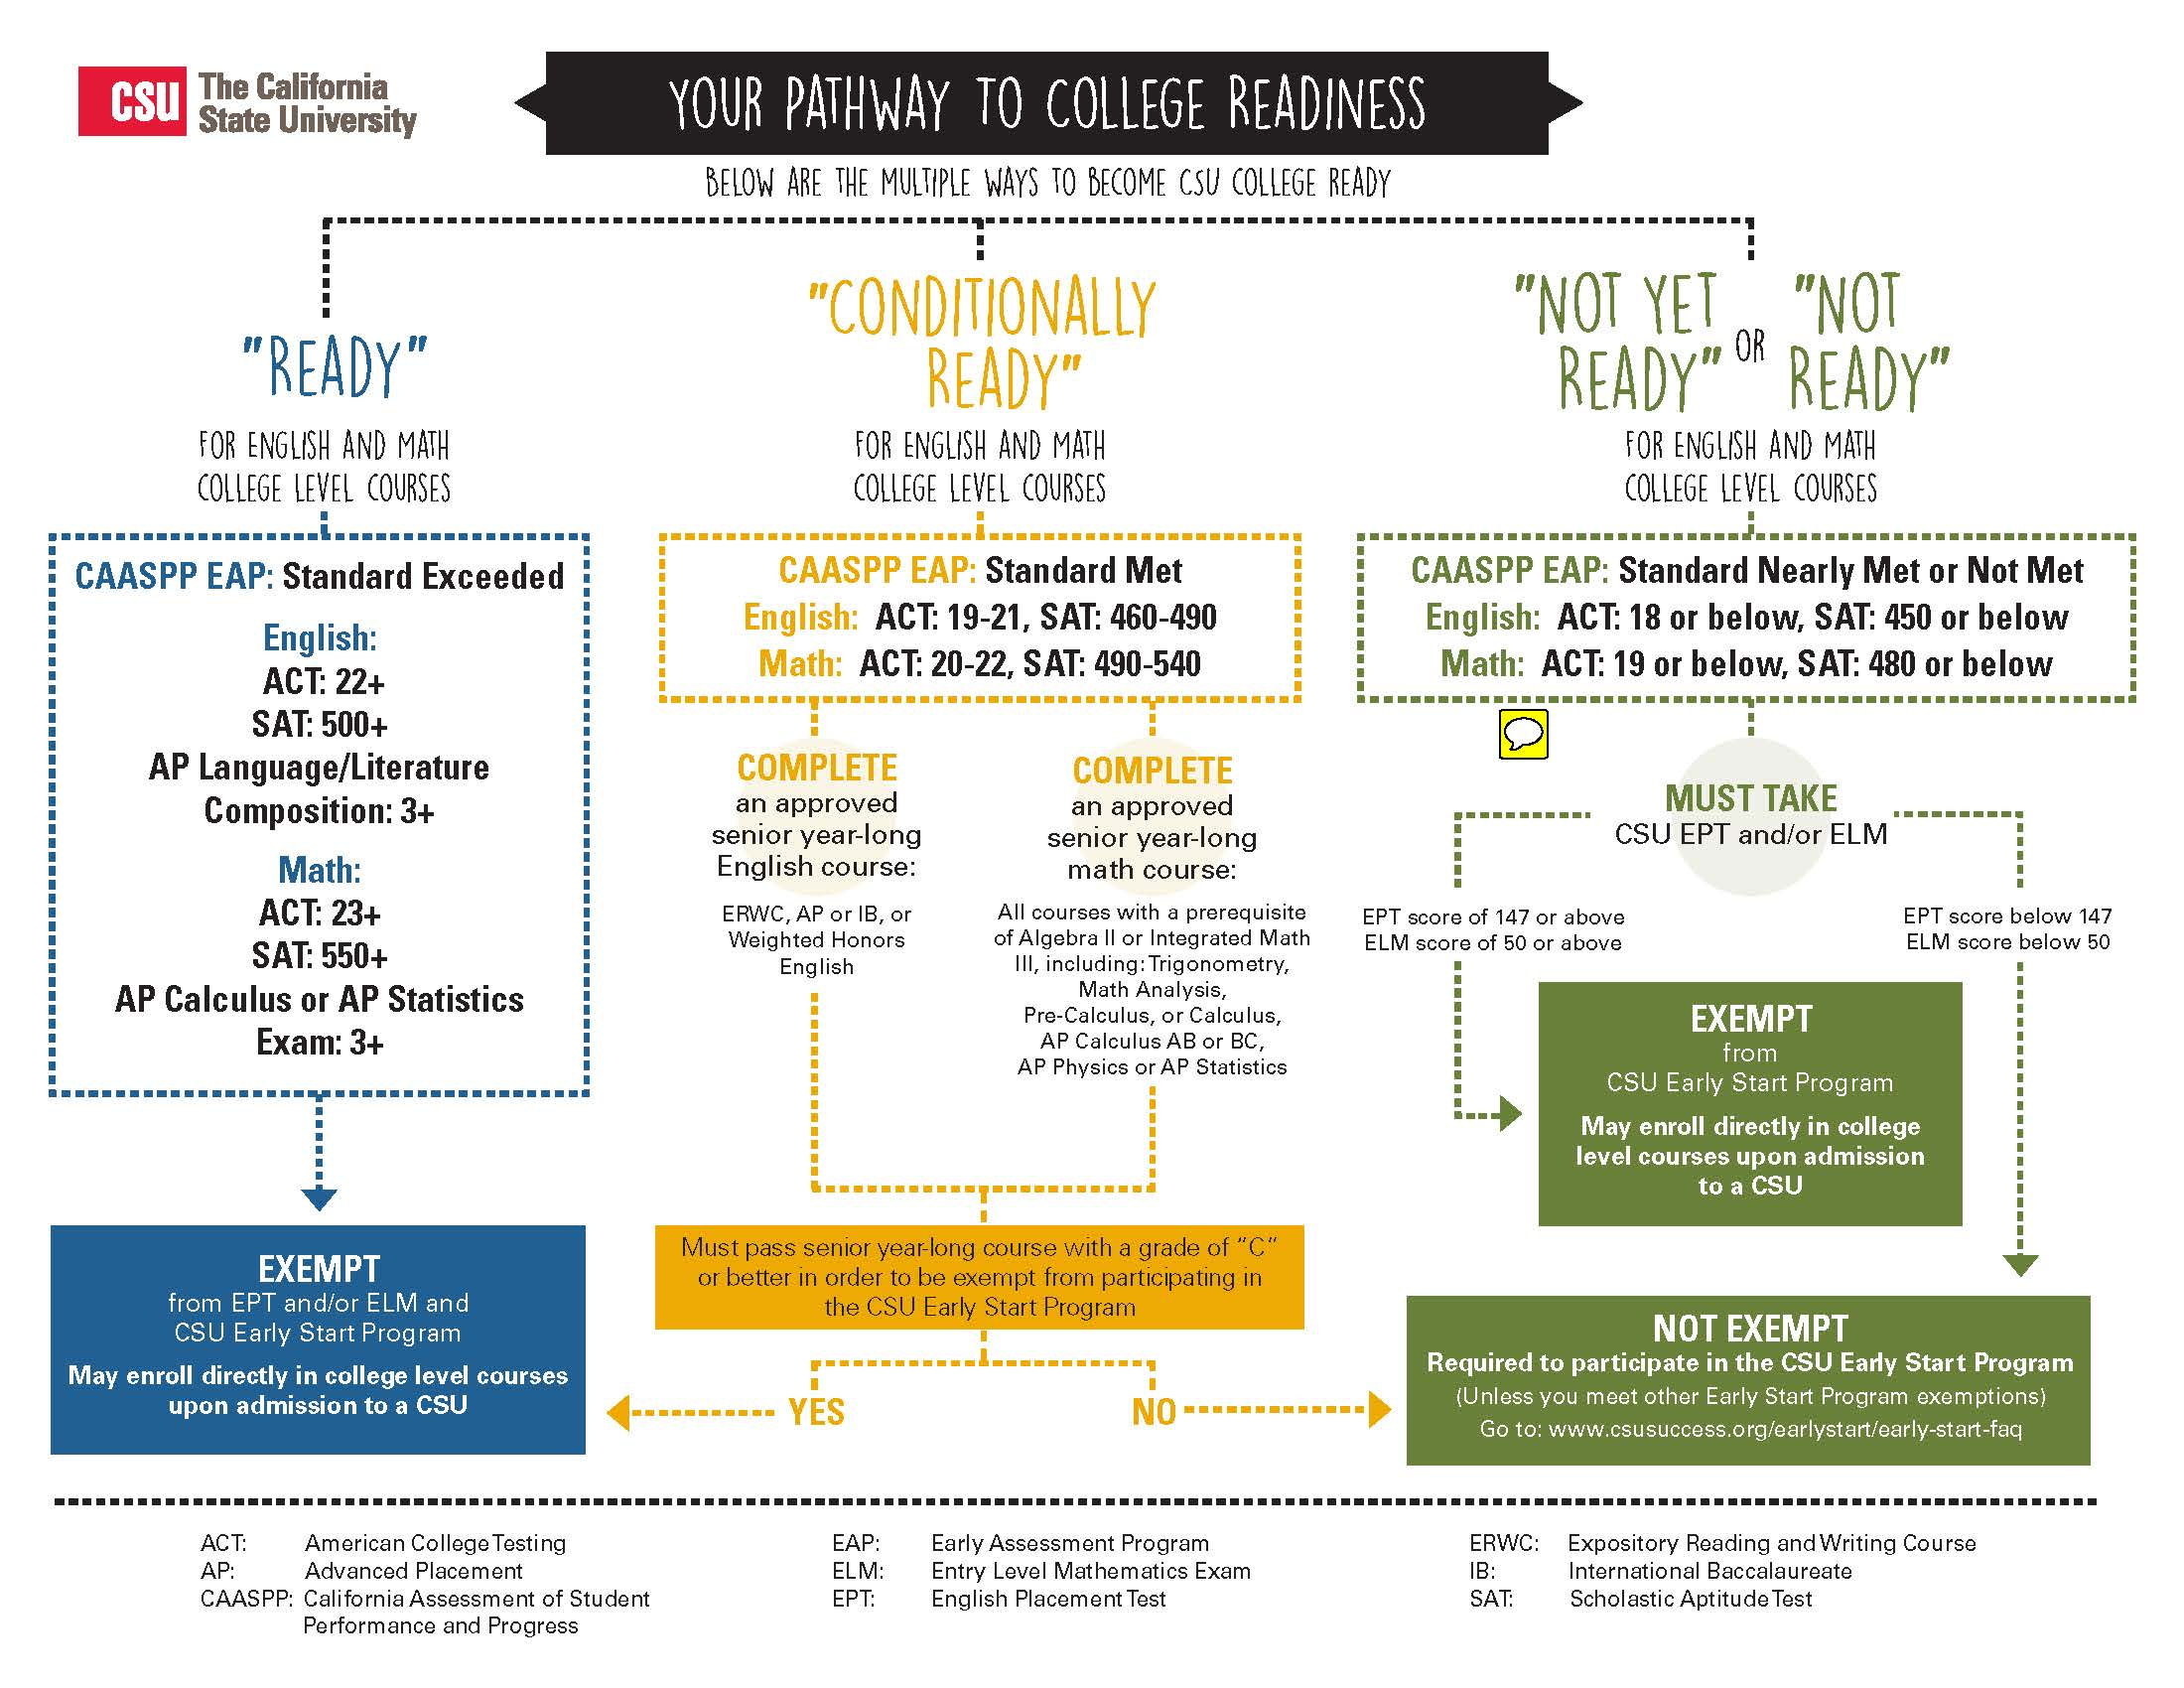 CSU The California
State University
YOUR PATHWAY TO COLLEGE READINESS
BELOW ARE THE MULTIPLE WAYS TO BECOME CSU COLLEGE READY
"READY"
FOR ENGLISH AND MATH
COLLEGE LEVEL COURSES
CAASPP EAP: Standard Exceeded
English:
ACT: 22+
SAT: 500+
AP Language/Literature
Composition: 3+
Math:
ACT: 23+
SAT: 550+
AP Calculus or AP Statistics
Exam: 3+
EXEMPT
from EPT and/or ELM and
CSU Early Start Program
May enroll directly in college level courses
upon admission to a CSU
"CONDITIONALLY
READY"
FOR ENGLISH AND MATH
COLLEGE LEVEL COURSES
CAASPP EAP: Standard Met
English: ACT: 19-21, SAT: 460-490
Math: ACT: 20-22, SAT: 490-540
COMPLETE
an approved
senior year-long
English course:
ERWC, AP or IB, or
Weighted Honors
English
COMPLETE
an approved
senior year-long
math course:
All courses with a prerequisite
of Algebra II or Integrated Math
III, including: Trigonometry,
Math Analysis,
Pre-Calculus, or Calculus,
AP Calculus AB or BC,
AP Physics or AP Statistics
Must pass senior year-long course with a grade of “C“
or better in order to be exempt from participating in
the CSU Early Start Program
YES
NO
"NOT YET
READY"
OR
"NOT
READY"
FOR ENGLISH AND MATH
COLLEGE LEVEL COURSES
CAASPP EAP: Standard Nearly Met or Not Met
English: ACT: 18 or below, SAT: 450 or below
Math: ACT: 19 or below, SAT: 480 or below
MUST TAKE
CSU EPT and/or ELM
EPT score of 147 or above
ELM score of 50 or above
EPT score below 147
ELM score below 50
EXEMPT
from
CSU Early Start Program
May enroll directly in college
level courses upon admission
to a CSU
NOT EXEMPT
Required to participate in the CSU Early Start Program
(Unless you meet other Early Start Program exemptions)
Go to: www.csusuccess.org/earlystart/early-start-faq
ACT: American College Testing
AP: Advanced Placement
CAASPP: California Assessment of Student
Performance and Progress
EAP: Early Assessment Program
ELM: Entry Level Mathematics Exam
EPT: English Placement Test
ERWC: Expository Reading and Writing Course
IB: International Baccalaureate
SAT: Scholastic Aptitude Test